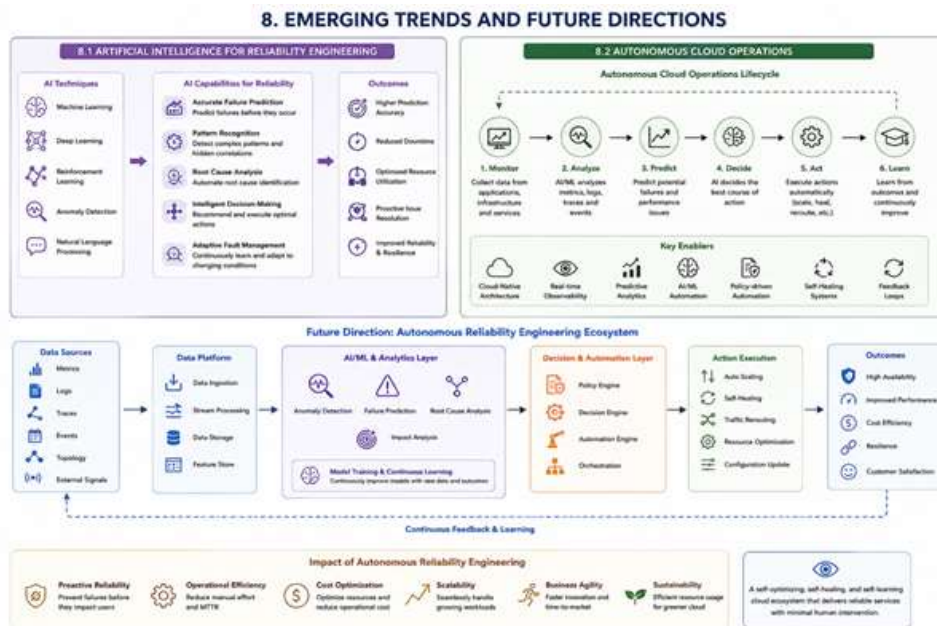 8. EMERGING TRENDS AND FUTURE DIRECTIONS
8.1 ARTIFICIAL INTELLIGENCE FOR RELIABILITY ENGINEERING
AI Techniques
Machine Learning
Deep Learning
Reinforcement
Learning
Anomaly Detection
Natural Language
Processing
AI Capabilities for Reliability
Accurate Failure Prediction
Predict failures before they occur
Pattern Recognition
Detect complex patterns and
hidden correlations
Root Cause Analysis
Automate root cause identification
Intelligent Decision-Making
Recommend and execute optimal
actions
Adaptive Fault Management
Continuously learn and adapt to
changing conditions
Outcomes
Higher Prediction
Accuracy
Reduced Downtime
Optimized Resource
Utilization
Proactive Issue
Resolution
Improved Reliability
& Resilience
8.2 AUTONOMOUS CLOUD OPERATIONS
Autonomous Cloud Operations Lifecycle
1. Monitor
Collect data from
applications,
infrastructure
and services
2. Analyze
AI/ML analyzes
metrics, logs,
traces and
events
3. Predict
Predict potential
failures and
performance
issues
4. Decide
AI decides the
best course of
action
5. Act
Execute actions
automatically
(scale, heal,
reroute, etc.)
6. Learn
Learn from
outcomes and
continuously
improve
Key Enablers
Cloud-Native
Architecture
Real-time
Observability
Predictive
Analytics
AI/ML
Automation
Policy-driven
Automation
Self-Healing
Systems
Feedback
Loops
Future Direction: Autonomous Reliability Engineering Ecosystem
Data Sources
Metrics
Logs
Traces
Events
Topology
External Signals
Data Platform
Data Ingestion
Stream Processing
Data Storage
Feature Store
AI/ML & Analytics Layer
Anomaly Detection
Failure Prediction
Root Cause Analysis
Impact Analysis
Model Training & Continuous Learning
Continuously improve models with new data and outcomes
Decision & Automation Layer
Policy Engine
Decision Engine
Automation Engine
Orchestration
Action Execution
Auto Scaling
Self-Healing
Traffic Rerouting
Resource Optimization
Configuration Update
Outcomes
High Availability
Improved Performance
Cost Efficiency
Resilience
Customer Satisfaction
Continuous Feedback & Learning
Impact of Autonomous Reliability Engineering
Proactive Reliability
Prevent failures before
they impact users
Operational Efficiency
Reduce manual effort
and MTTR
Cost Optimization
Optimize resources and
reduce operational cost
Scalability
Seamlessly handle
growing workloads
Business Agility
Faster innovation and
time-to-market
Sustainability
Efficient resource usage
for greener cloud
A self-optimizing, self-healing, and self-learning
cloud ecosystem that delivers reliable services
with minimal human intervention.